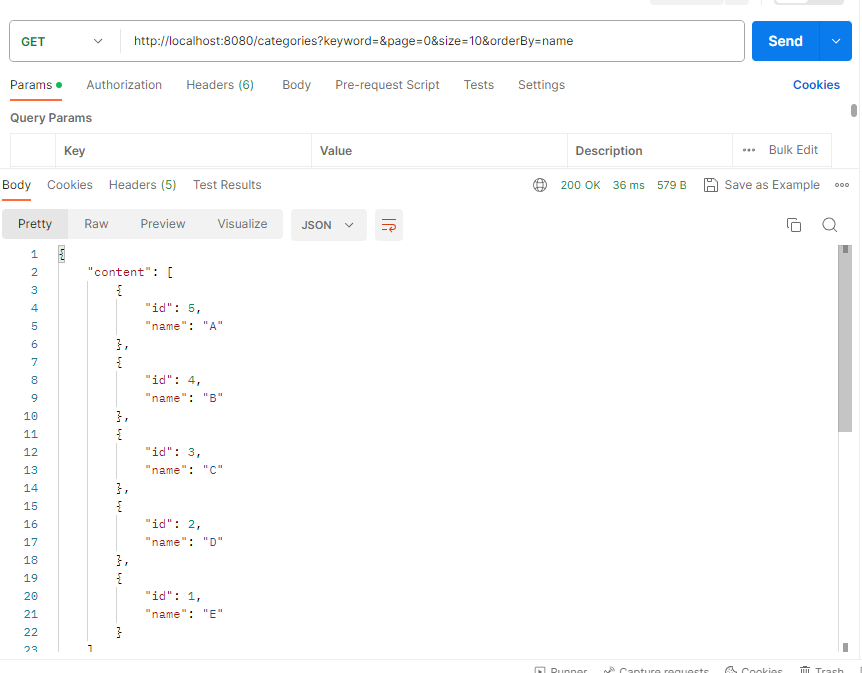 GET http://localhost:8080/categories?keyword=&page=0&size=10&orderBy=name Send
Params Authorization Headers (6) Body Pre-request Script Tests Settings Cookies
Query Params
Key Value Description ••• Bulk Edit
Body Cookies Headers (5) Test Results 200 OK 36 ms 579 B Save as Example
Pretty Raw Preview Visualize JSON
1 {
2 "content": [
3 {
4 "id": 5,
5 "name": "A"
6 },
7 {
8 "id": 4,
9 "name": "B"
10 },
11 {
12 "id": 3,
13 "name": "C"
14 },
15 {
16 "id": 2,
17 "name": "D"
18 },
19 {
20 "id": 1,
21 "name": "E"
22 }
23 ]
Runner Capture requests Cookies Trash